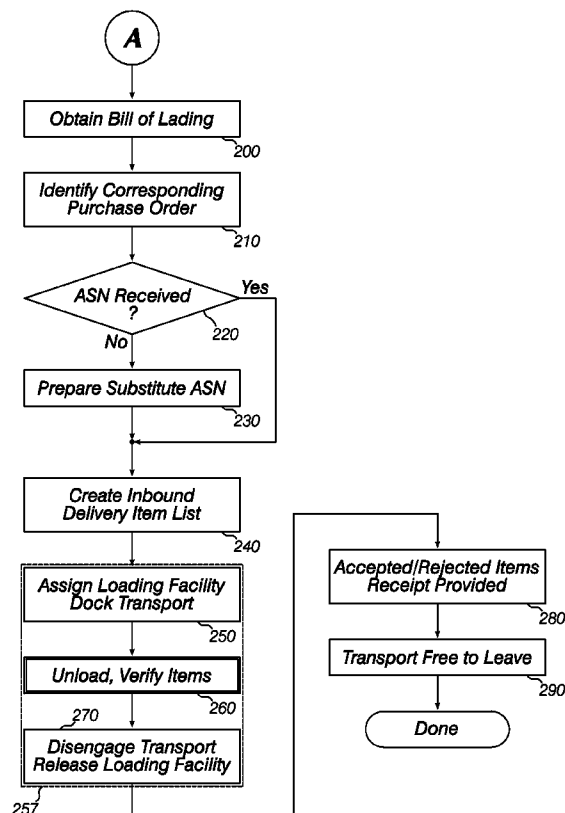 A
Obtain Bill of Lading
200
Identify Corresponding
Purchase Order
210
ASN Received
?
Yes
220
No
Prepare Substitute ASN
230
Create Inbound
Delivery Item List
240
Assign Loading Facility
Dock Transport
250
Unload, Verify Items
260
270
Disengage Transport
Release Loading Facility
257
Accepted/Rejected Items
Receipt Provided
280
Transport Free to Leave
290
Done